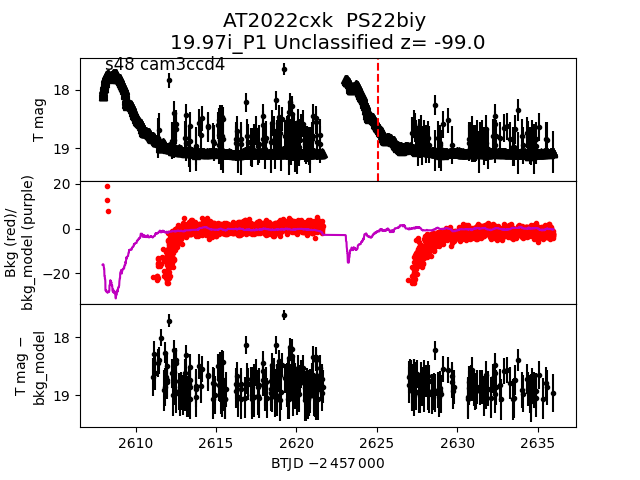 AT2022cxk PS22biy
19.97i_P1 Unclassified z= -99.0
s48 cam3ccd4
T mag
18
19
Bkg (red)/
bkg_model (purple)
20
0
−20
T mag −
bkg_model
18
19
2610 2615 2620 2625 2630 2635
BTJD −2 457 000